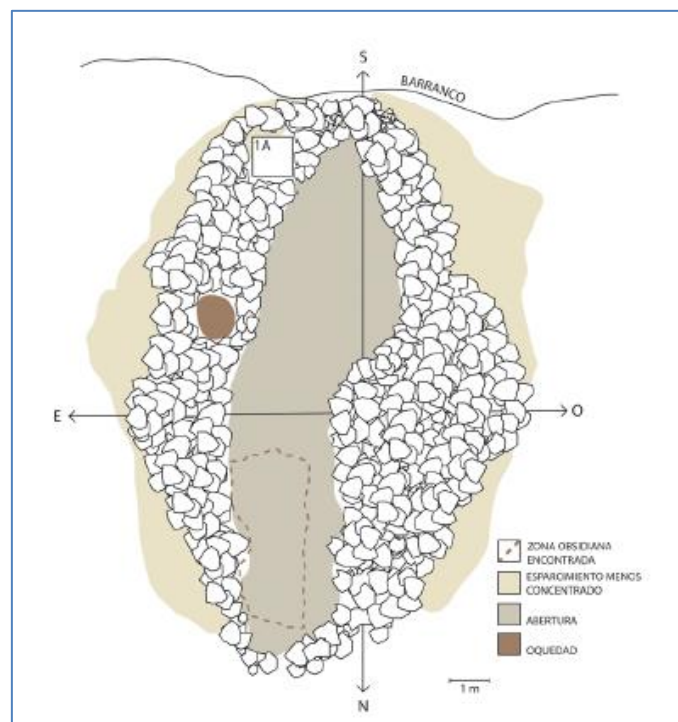 S
BARRANCO
1A
E
O
ZONA OBSIDIANA
ENCONTRADA
ESPARCIMIENTO MENOS
CONCENTRADO
ABERTURA
OQUEDAD
1 m
N